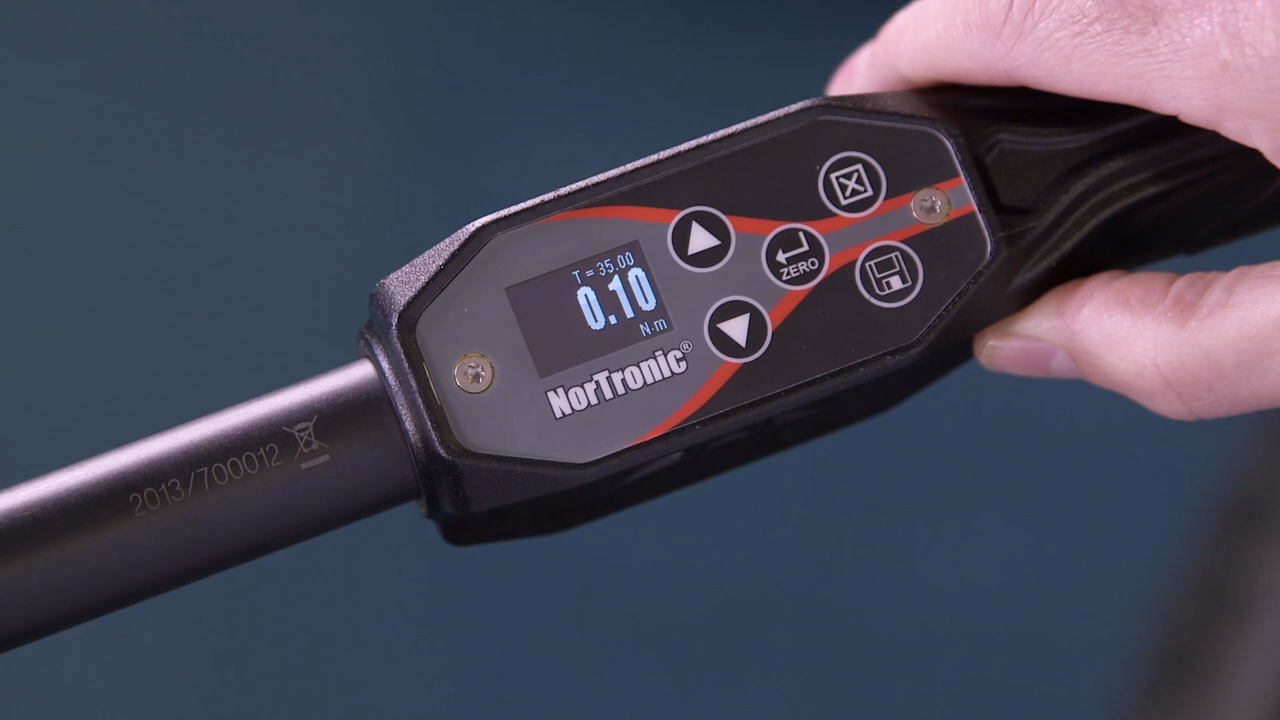 T = 35.00
0.10
N·m
NorTronic®
ZERO
2013/700012